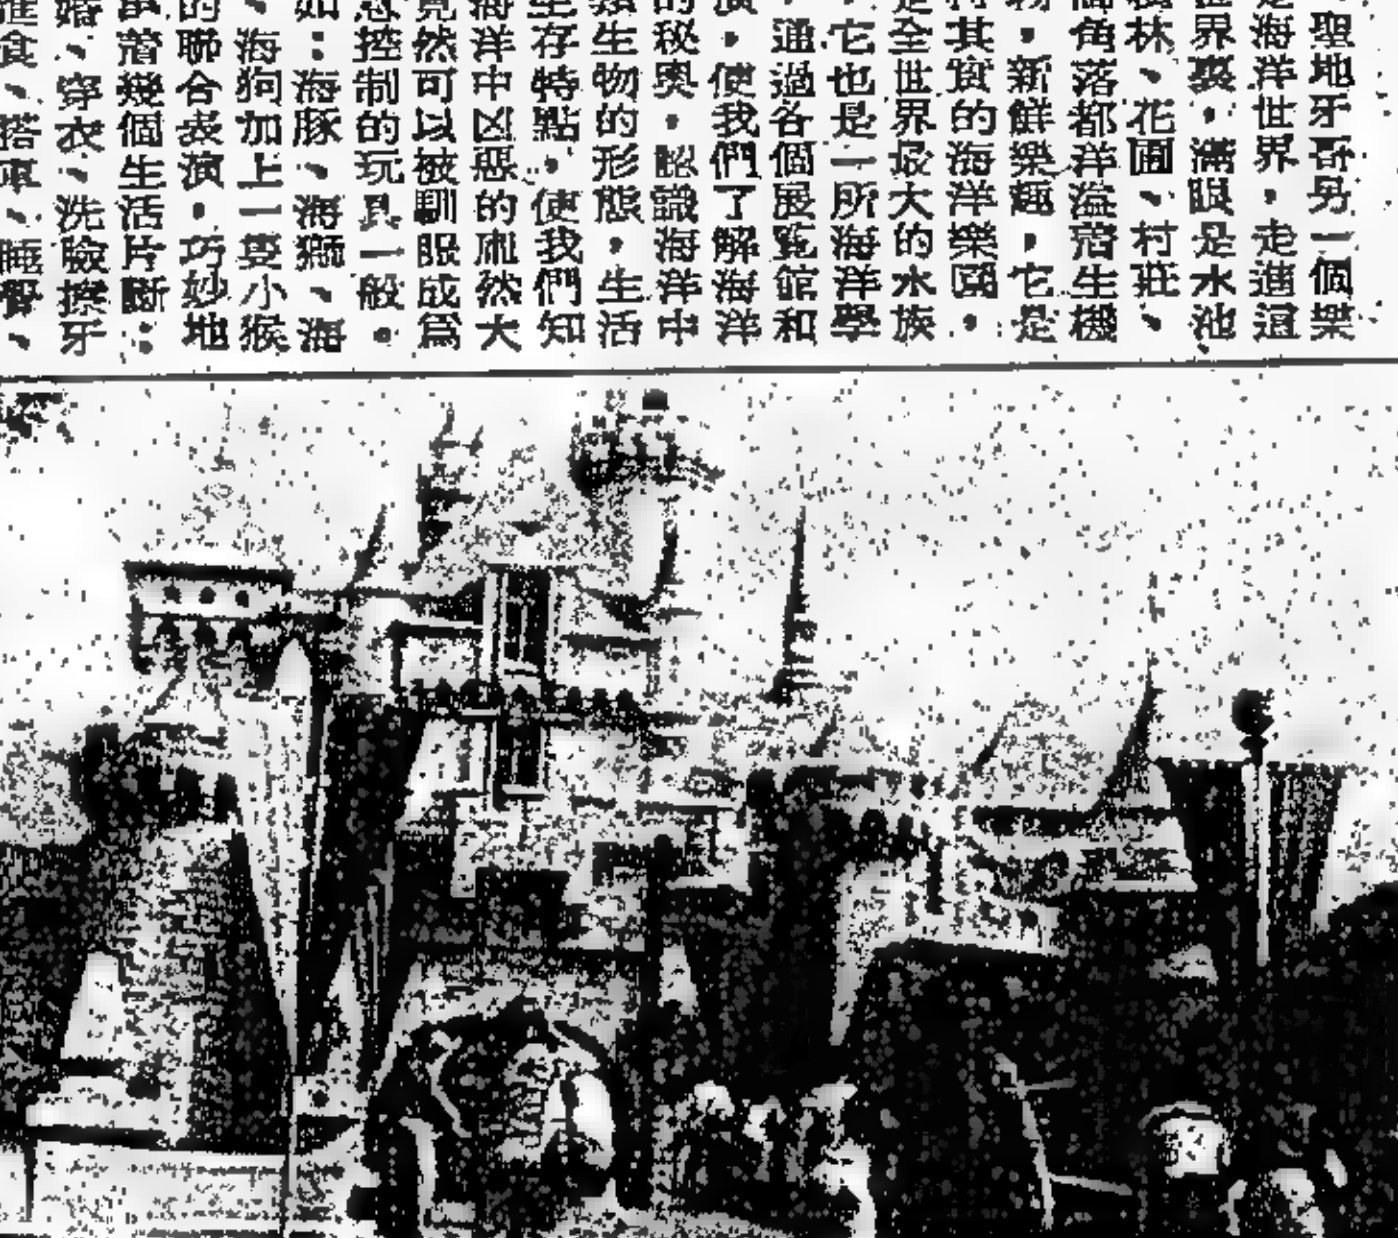 聖地牙哥另一個樂
是海洋世界，走進這
世界裏，滿眼是水池
樹林、花圃、村莊、
個角落都洋溢着生機
，新鮮樂趣，它是
其實的海洋樂園。
是全世界最大的水族
，它也是一所海洋學
，通過各個展覽館和
演，使我們了解海洋
的秘奧，認識海洋中
類生物的形態，生活
生存特點，使我們知
海洋中凶惡的龐然大
竟然可以被馴服成爲
控制的玩具一般。
如：海豚、海獅、海
、海狗加上一隻小猴
的聯合表演，巧妙地
着幾個生活片斷：
婚、穿衣、洗臉擦牙
進食、搭車、睡覺、